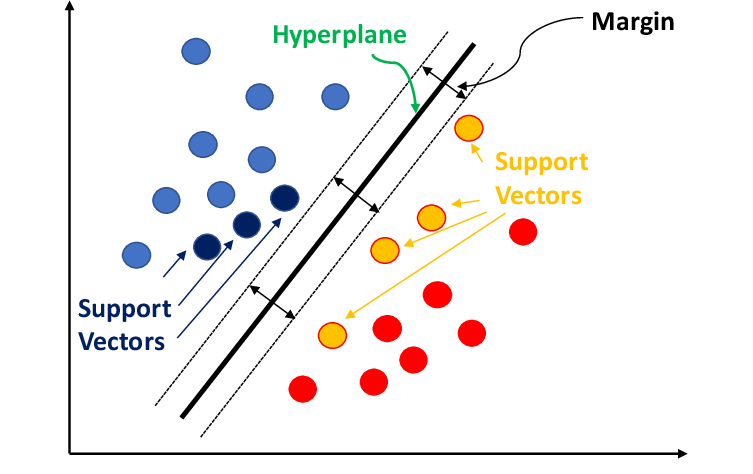 Margin
Hyperplane
Support
Vectors
Support
Vectors